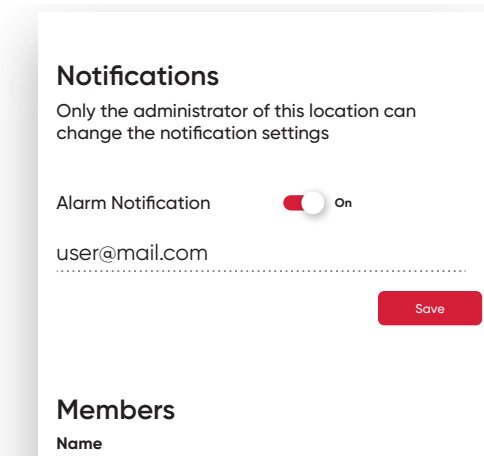 Notifications
Only the administrator of this location can
change the notification settings
Alarm Notification On
user@mail.com
Save
Members
Name